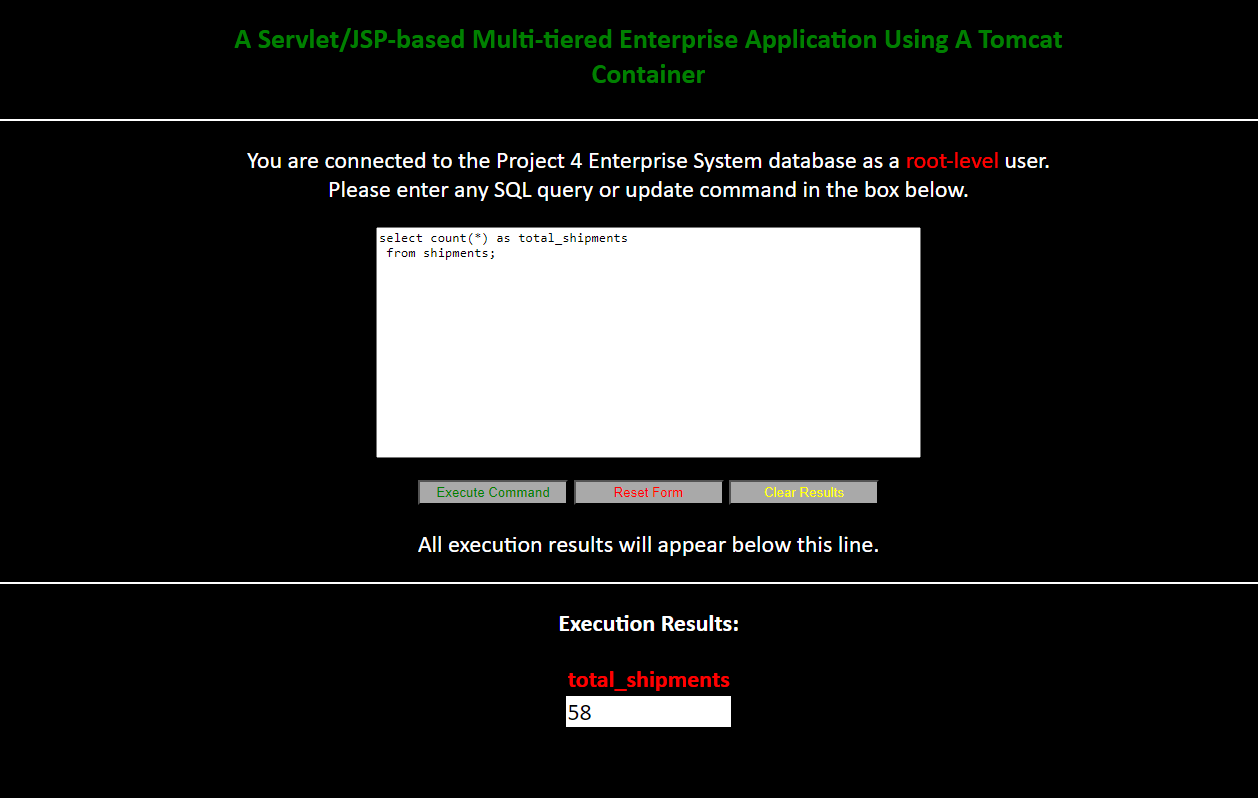 A Servlet/JSP-based Multi-tiered Enterprise Application Using A Tomcat
Container
You are connected to the Project 4 Enterprise System database as a root-level user.
Please enter any SQL query or update command in the box below.
select count(*) as total_shipments
from shipments;
Execute Command Reset Form Clear Results
All execution results will appear below this line.
Execution Results:
total_shipments
58